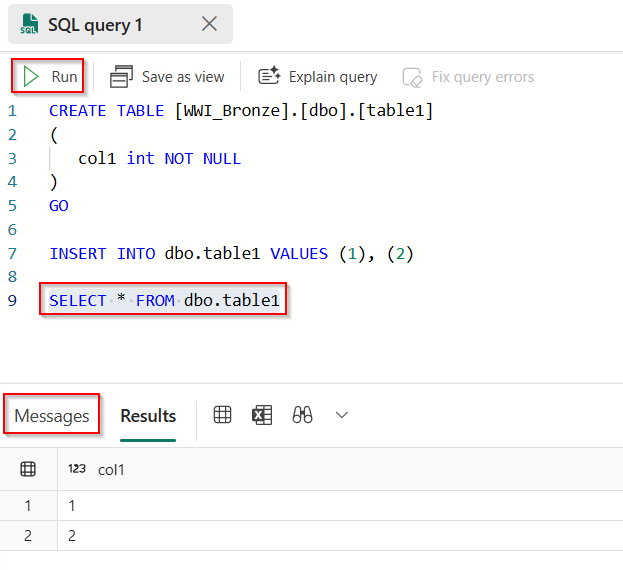 SQL SQL query 1
Run Save as view Explain query Fix query errors
1 CREATE TABLE [WWI_Bronze].[dbo].[table1]
2 (
3 col1 int NOT NULL
4 )
5 GO
6
7 INSERT INTO dbo.table1 VALUES (1), (2)
8
9 SELECT * FROM dbo.table1
Messages Results
123 col1
1 1
2 2